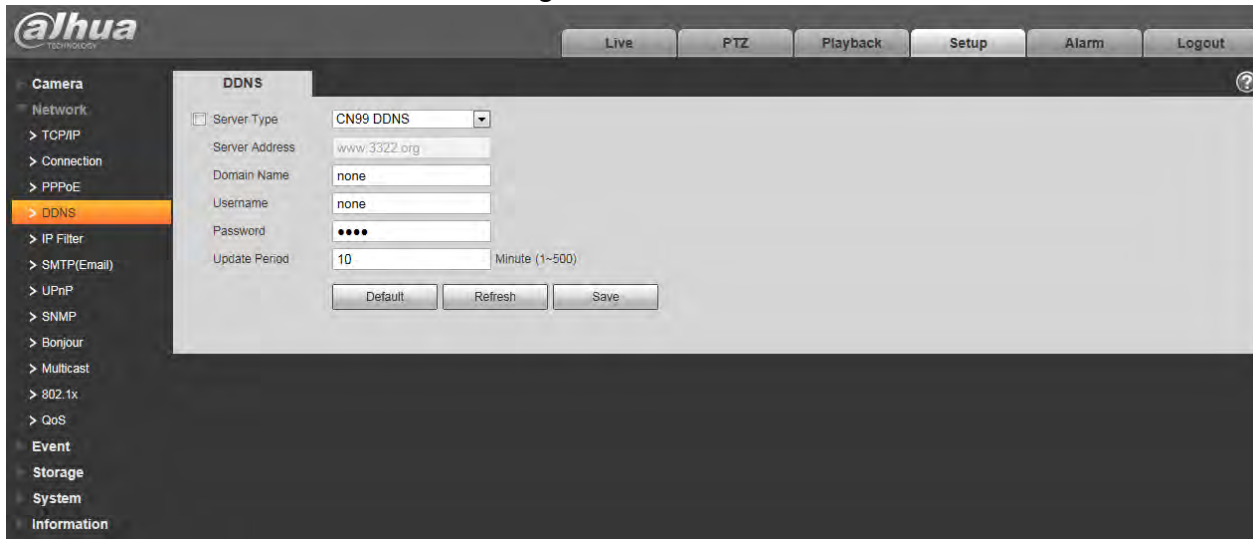 alhua
TECHNOLOGY
Live PTZ Playback Setup Alarm Logout
Camera
Network
> TCP/IP
> Connection
> PPPoE
> DDNS
> IP Filter
> SMTP(Email)
> UPnP
> SNMP
> Bonjour
> Multicast
> 802.1x
> QoS
Event
Storage
System
Information
DDNS
?
Server Type CN99 DDNS
Server Address www.3322.org
Domain Name none
Username none
Password ●●●●
Update Period 10 Minute (1~500)
Default Refresh Save